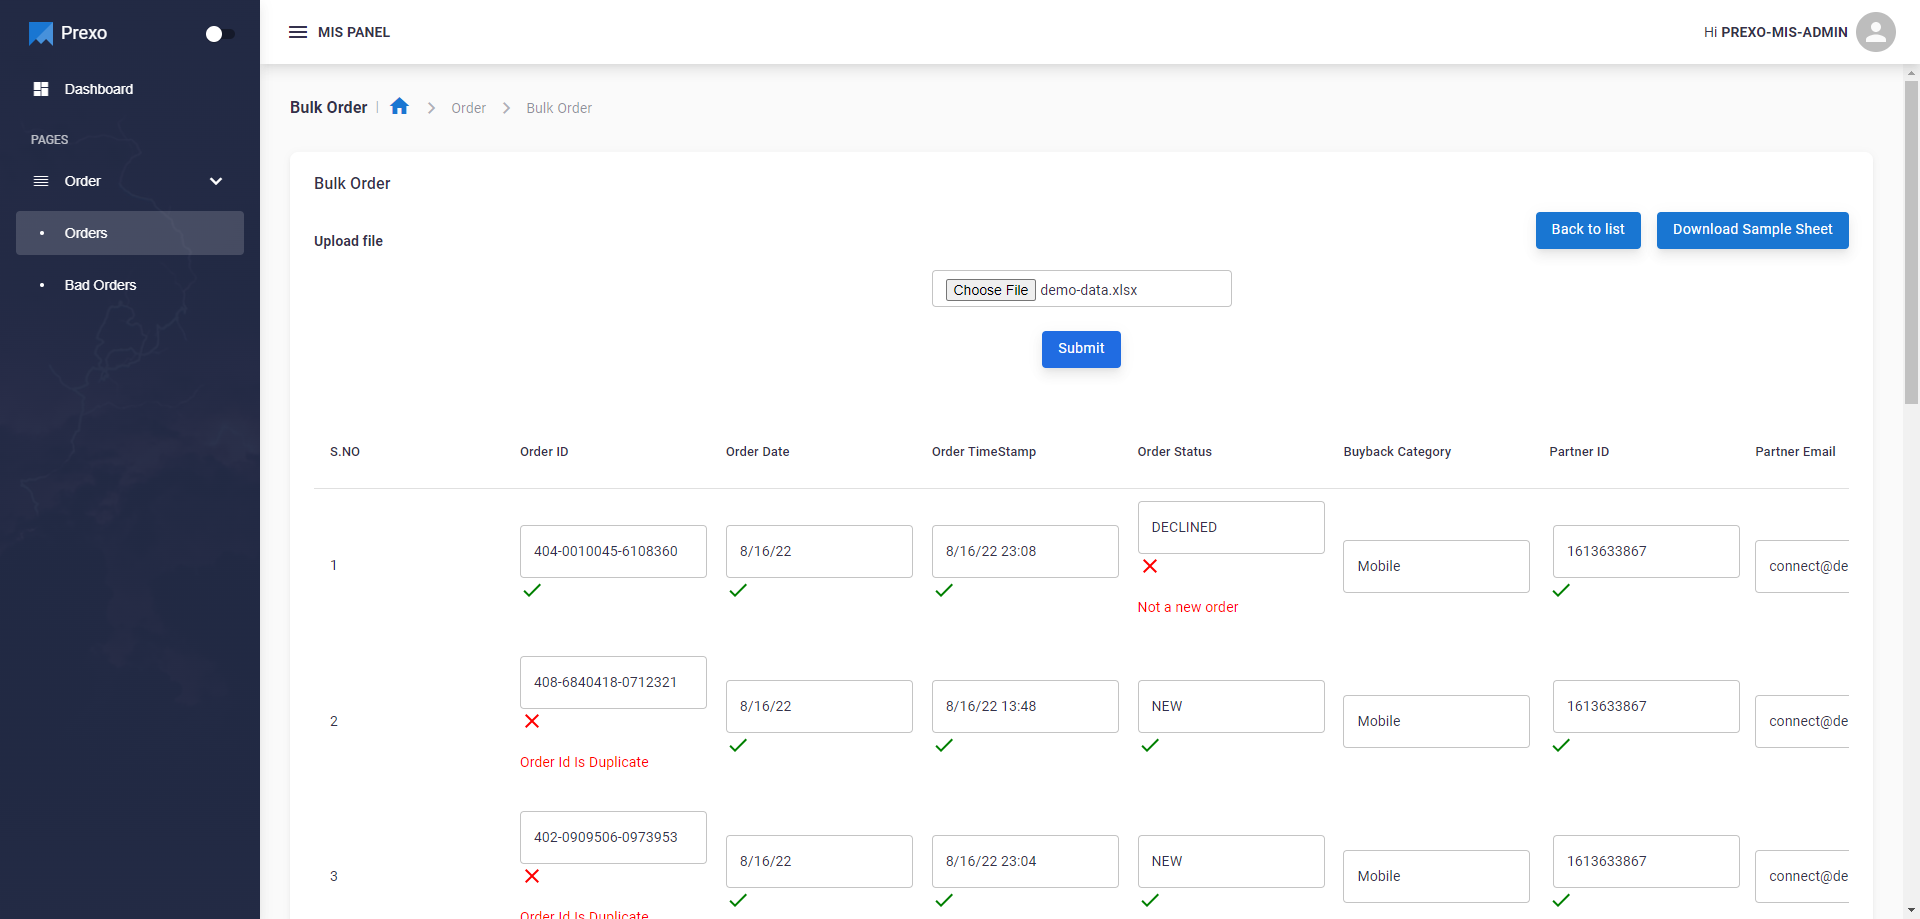 Prexo
MIS PANEL
Hi PREXO-MIS-ADMIN
Dashboard
PAGES
Order
Orders
Bad Orders
Bulk Order
Order
Bulk Order
Bulk Order
Upload file
Back to list
Download Sample Sheet
Choose File demo-data.xlsx
Submit
S.NO Order ID Order Date Order TimeStamp Order Status Buyback Category Partner ID Partner Email
1 404-0010045-6108360 8/16/22 8/16/22 23:08 DECLINED Mobile 1613633867 connect@de
Not a new order
2 408-6840418-0712321 8/16/22 8/16/22 13:48 NEW Mobile 1613633867 connect@de
Order Id Is Duplicate
3 402-0909506-0973953 8/16/22 8/16/22 23:04 NEW Mobile 1613633867 connect@de
Order Id Is Duplicate